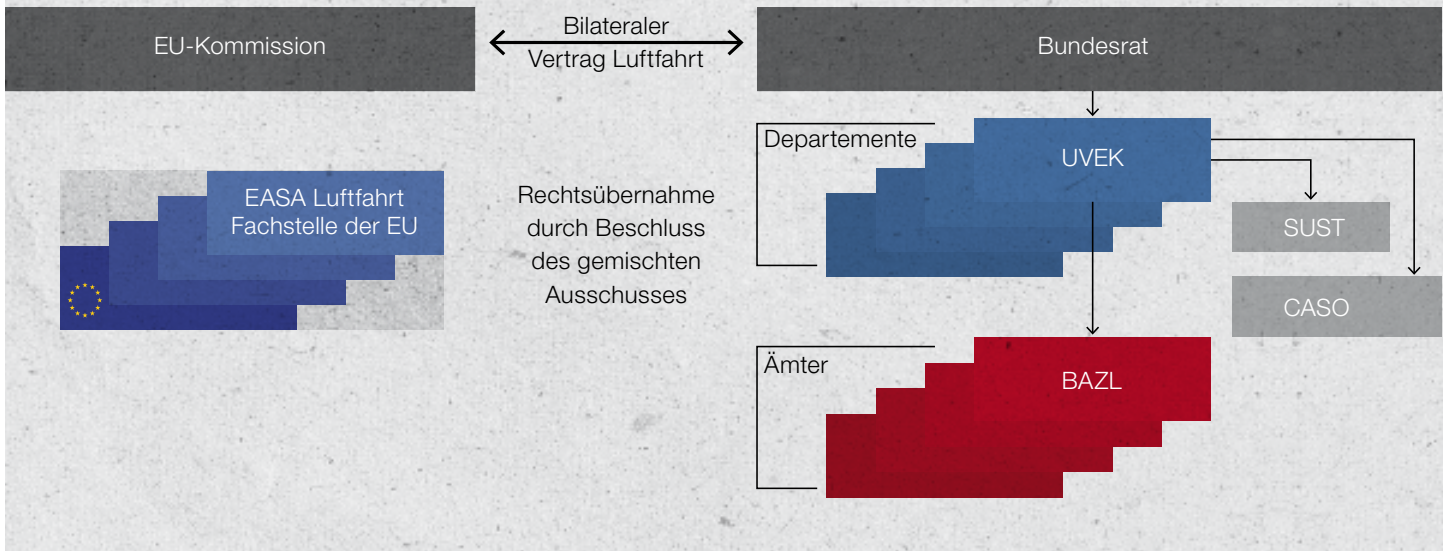 EU-Kommission
Bilateraler
Vertrag Luftfahrt
Bundesrat
EASA Luftfahrt
Fachstelle der EU
Rechtsübernahme
durch Beschluss
des gemischten
Ausschusses
Departemente
UVEK
SUST
CASO
Ämter
BAZL